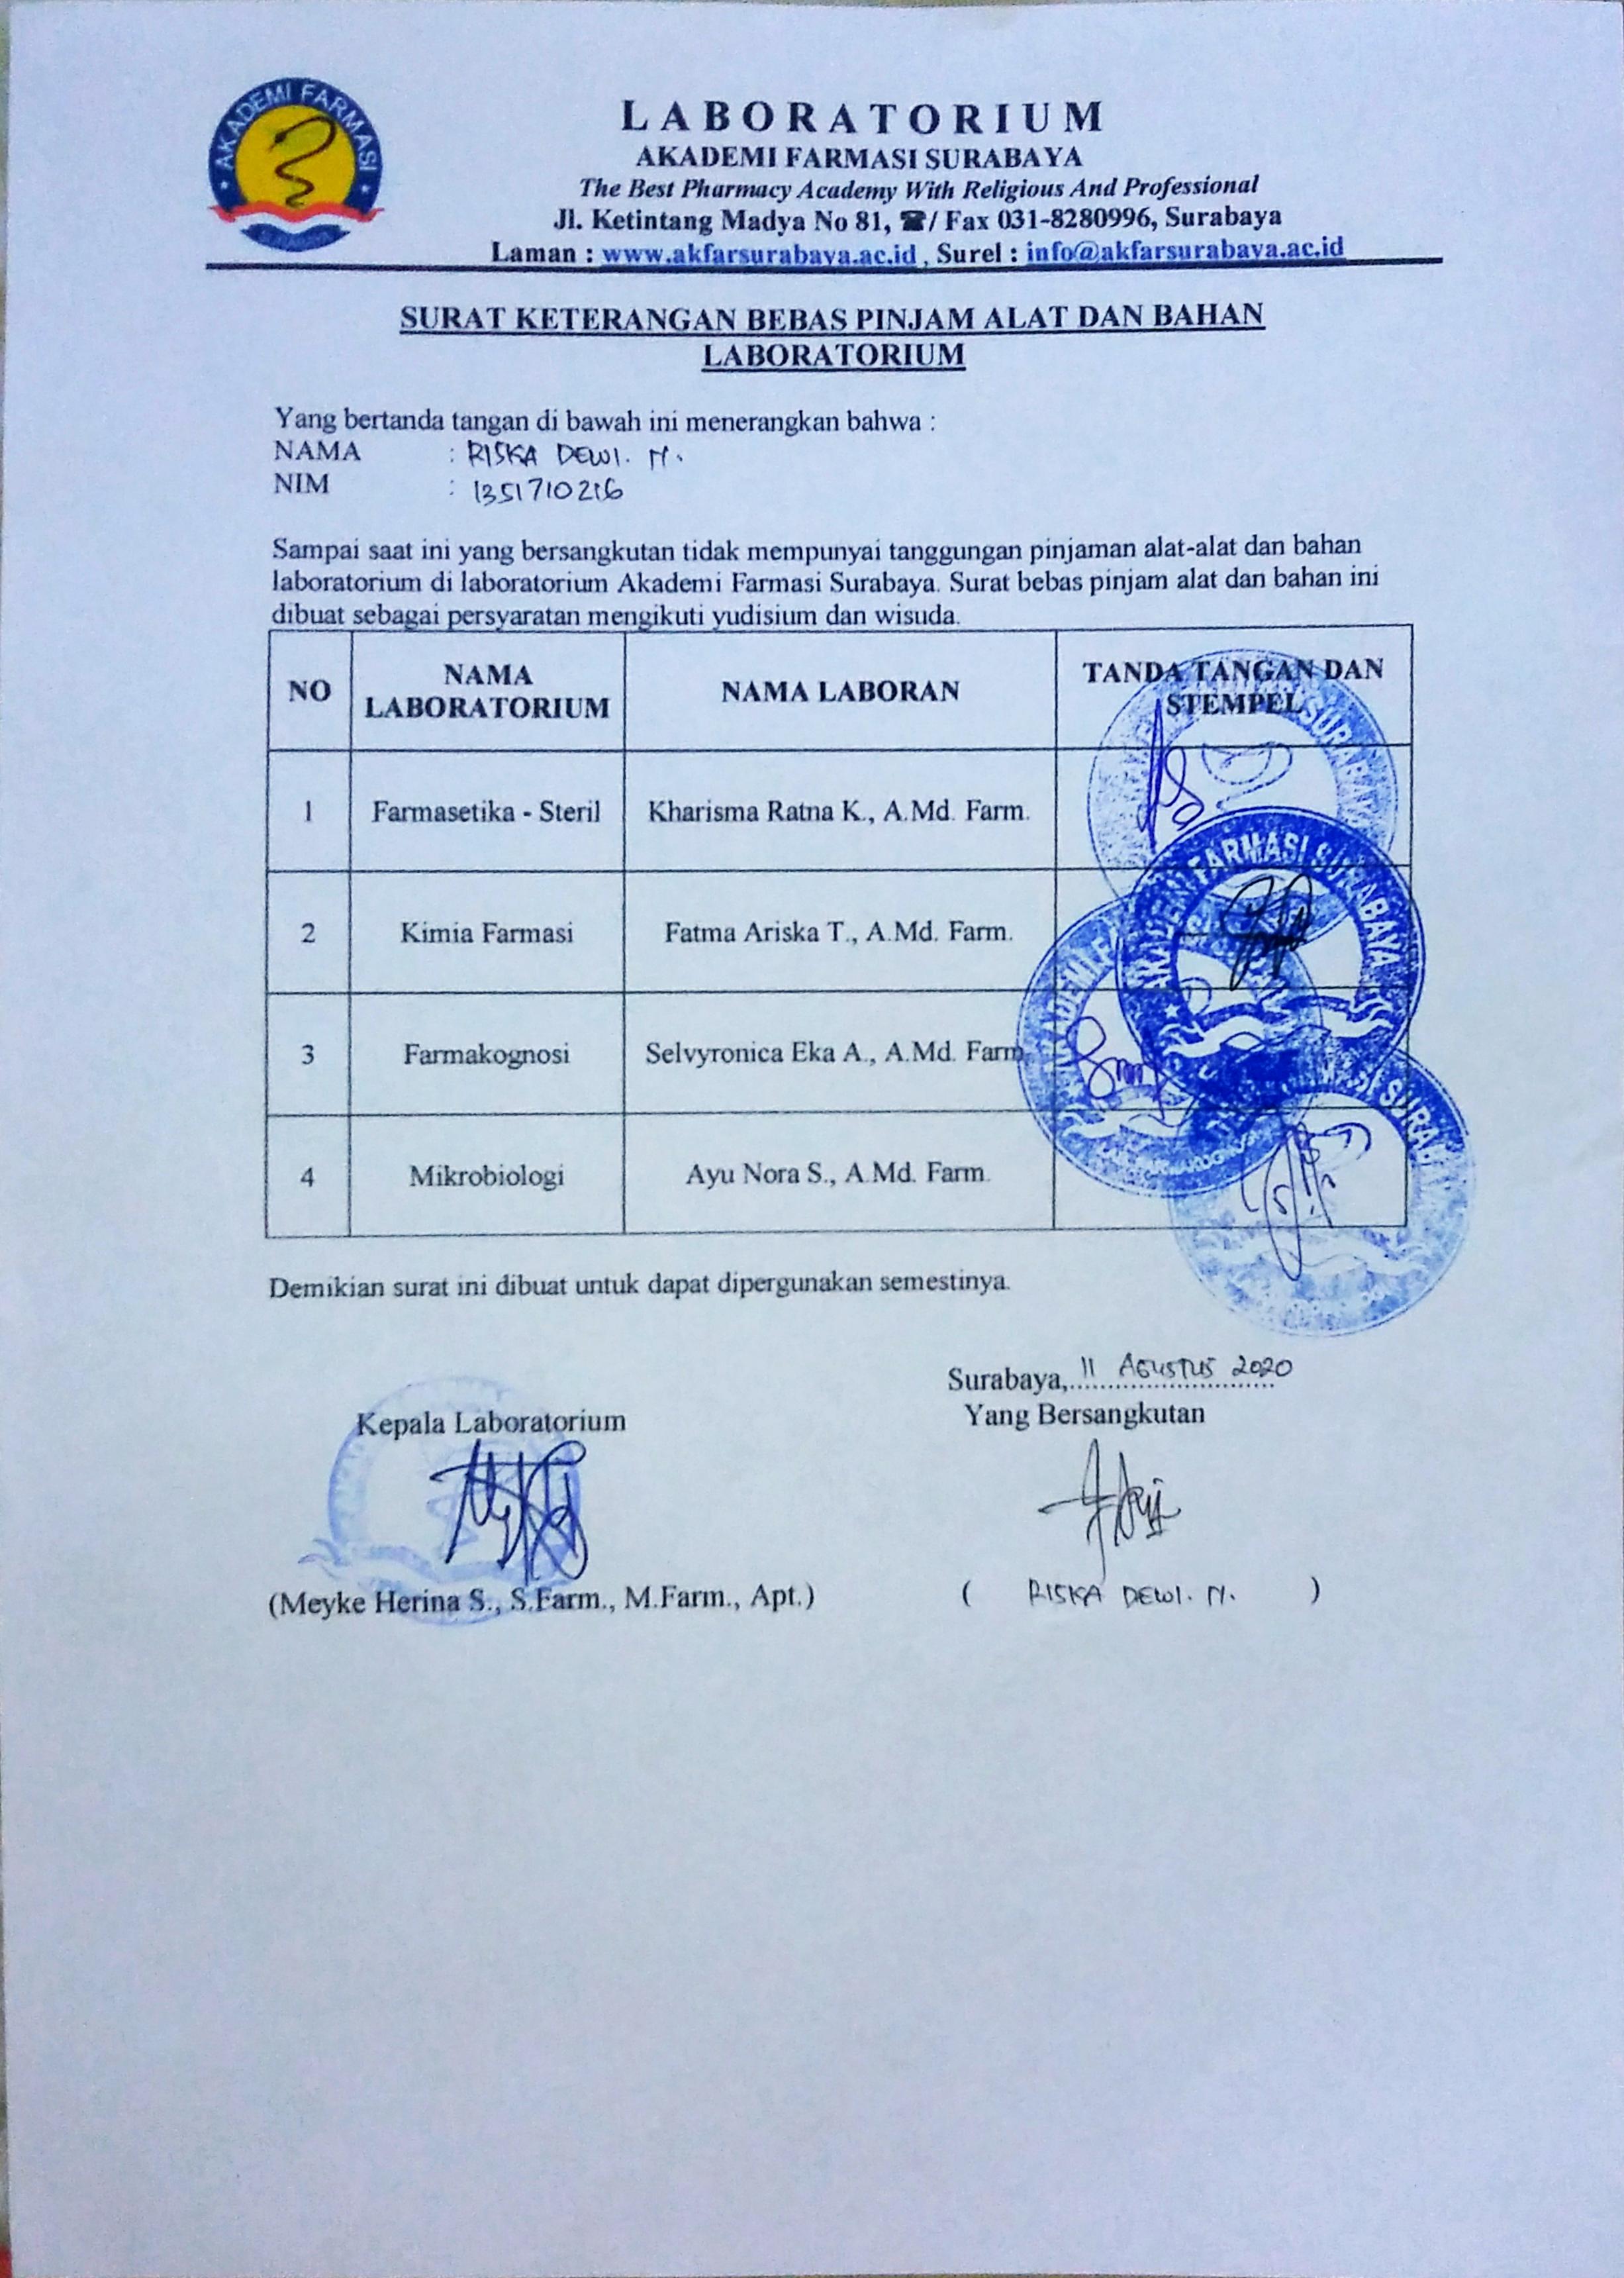 AKADEMI FARMASI
SURABAYA
LABORATORIUM
AKADEMI FARMASI SURABAYA
The Best Pharmacy Academy With Religious And Professional
Jl. Ketintang Madya No 81, ☎/ Fax 031-8280996, Surabaya
Laman : www.akfarsurabaya.ac.id , Surel : info@akfarsurabaya.ac.id
SURAT KETERANGAN BEBAS PINJAM ALAT DAN BAHAN
LABORATORIUM
Yang bertanda tangan di bawah ini menerangkan bahwa :
NAMA : RISKA DEWI. M.
NIM : 1351710216
Sampai saat ini yang bersangkutan tidak mempunyai tanggungan pinjaman alat-alat dan bahan
laboratorium di laboratorium Akademi Farmasi Surabaya. Surat bebas pinjam alat dan bahan ini
dibuat sebagai persyaratan mengikuti yudisium dan wisuda.
NO NAMA LABORATORIUM NAMA LABORAN TANDA TANGAN DAN STEMPEL
1 Farmasetika - Steril Kharisma Ratna K., A.Md. Farm.
2 Kimia Farmasi Fatma Ariska T., A.Md. Farm.
AKADEMI FARMASI SURABAYA
3 Farmakognosi Selvyronica Eka A., A.Md. Farm.
4 Mikrobiologi Ayu Nora S., A.Md. Farm.
Demikian surat ini dibuat untuk dapat dipergunakan semestinya.
Surabaya, 11 AGUSTUS 2020
Kepala Laboratorium Yang Bersangkutan
(Meyke Herina S., S.Farm., M.Farm., Apt.) ( RISKA DEWI. M. )